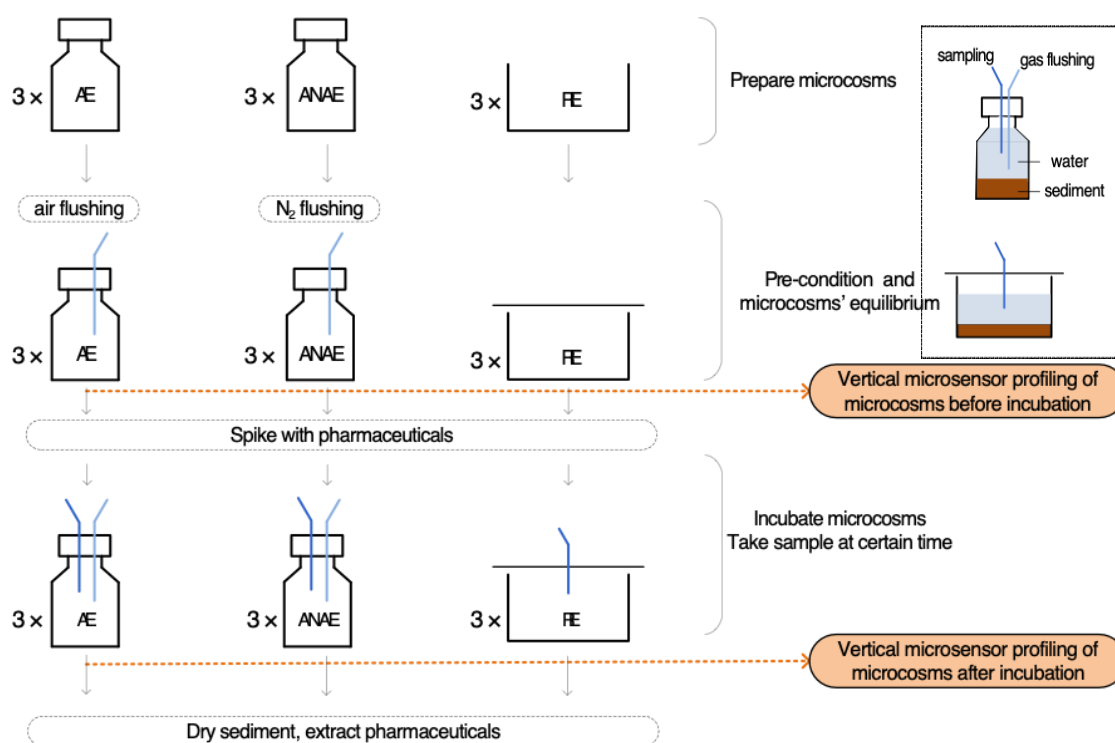 3 × AE
3 × ANAE
3 ×
Prepare microcosms
sampling
gas flushing
water
sediment
air flushing
N₂ flushing
3 × AE
3 × ANAE
3 ×
Pre-condition and
microcosms' equilibrium
Vertical microsensor profiling of
microcosms before incubation
Spike with pharmaceuticals
3 × AE
3 × ANAE
3 ×
Incubate microcosms
Take sample at certain time
Vertical microsensor profiling of
microcosms after incubation
Dry sediment, extract pharmaceuticals